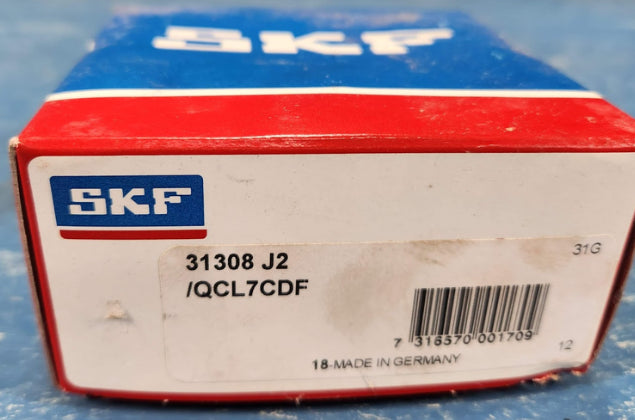 SKF
SKF
31G
31308 J2
/QCL7CDF
7 316570 001709
12
18-MADE IN GERMANY